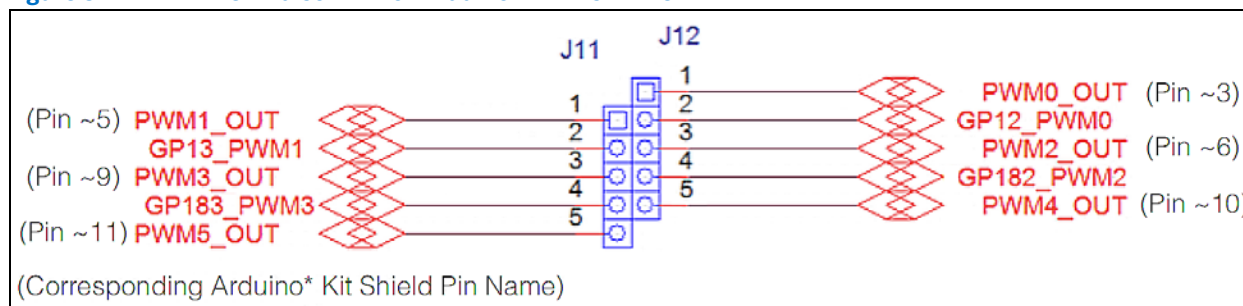 J11
J12
1
(Pin ~5) PWM1_OUT
1
2
PWM0_OUT (Pin ~3)
GP12_PWM0
GP13_PWM1
2
3
PWM2_OUT (Pin ~6)
(Pin ~9) PWM3_OUT
3
4
GP182_PWM2
GP183_PWM3
4
5
PWM4_OUT (Pin ~10)
(Pin ~11) PWM5_OUT
5
(Corresponding Arduino* Kit Shield Pin Name)